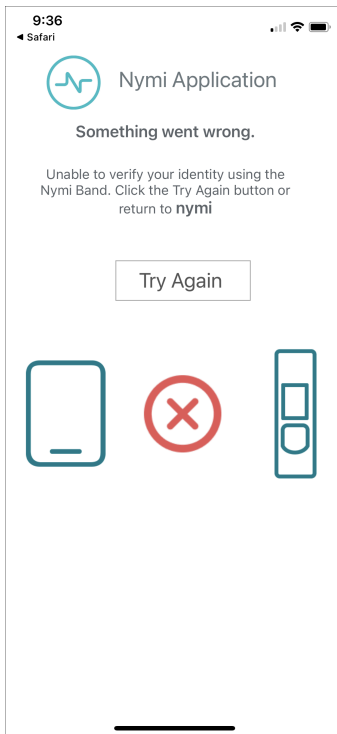 9:36
◀ Safari
Nymi Application
Something went wrong.
Unable to verify your identity using the
Nymi Band. Click the Try Again button or
return to nymi
Try Again